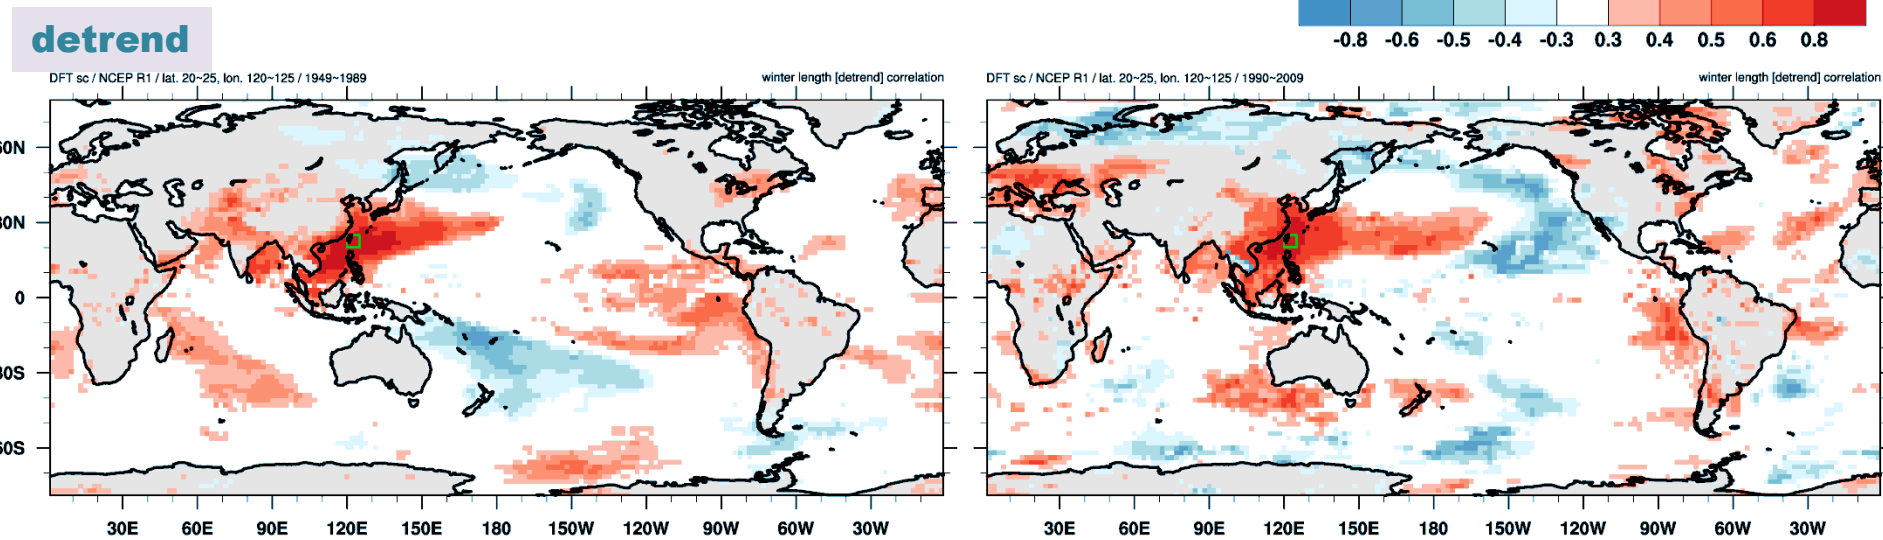 detrend
-0.8 -0.6 -0.5 -0.4 -0.3 0.3 0.4 0.5 0.6 0.8
DFT sc / NCEP R1 / lat. 20~25, lon. 120~125 / 1949~1989 winter length [detrend] correlation
DFT sc / NCEP R1 / lat. 20~25, lon. 120~125 / 1990~2009 winter length [detrend] correlation
60N
30N
0
30S
60S
30E 60E 90E 120E 150E 180 150W 120W 90W 60W 30W
30E 60E 90E 120E 150E 180 150W 120W 90W 60W 30W